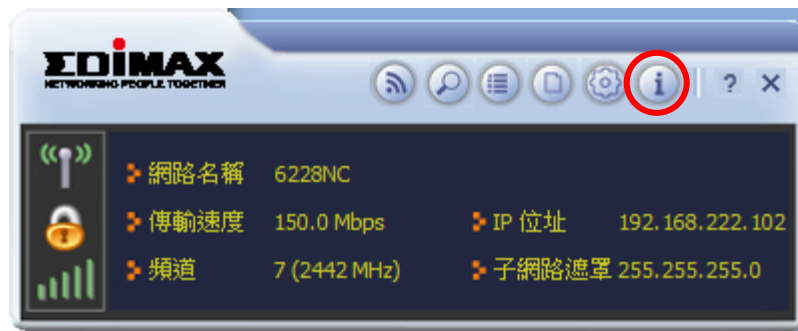 EDIMAX
NETWORKING PEOPLE TOGETHER
i ? ×
網路名稱 6228NC
傳輸速度 150.0 Mbps IP 位址 192.168.222.102
頻道 7 (2442 MHz) 子網路遮罩 255.255.255.0